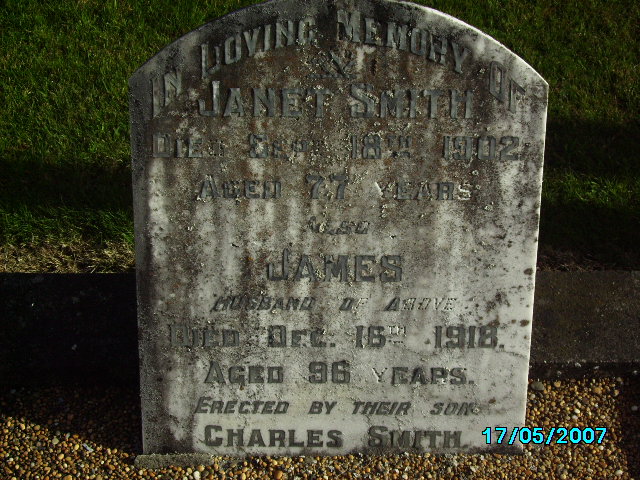 In Loving Memory Of
Janet Smith
Died Sept 18th 1902
Aged 77 years
Also
James
Husband of Above
Died Dec. 16th 1918.
Aged 96 years.
Erected by their son
Charles Smith
17/05/2007